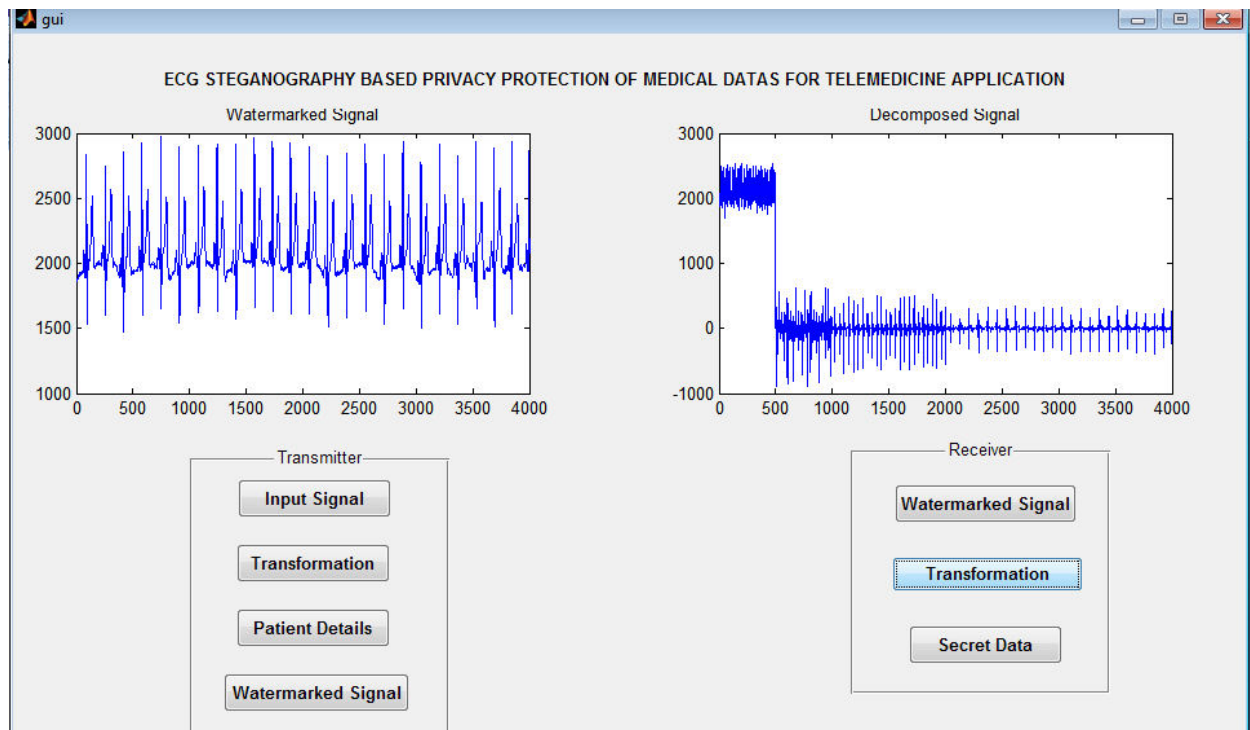 gui
ECG STEGANOGRAPHY BASED PRIVACY PROTECTION OF MEDICAL DATAS FOR TELEMEDICINE APPLICATION
Watermarked Signal
3000
2500
2000
1500
1000
0 500 1000 1500 2000 2500 3000 3500 4000
Decomposed Signal
3000
2000
1000
0
-1000
0 500 1000 1500 2000 2500 3000 3500 4000
Transmitter
Input Signal
Transformation
Patient Details
Watermarked Signal
Receiver
Watermarked Signal
Transformation
Secret Data